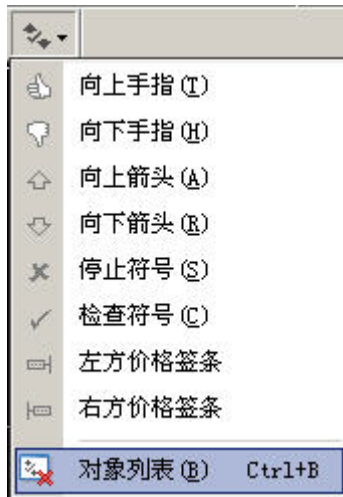 向上手指(T)
向下手指(H)
向上箭头(A)
向下箭头(R)
停止符号(S)
检查符号(C)
左方价格签条
右方价格签条
对象列表(B) Ctrl+B